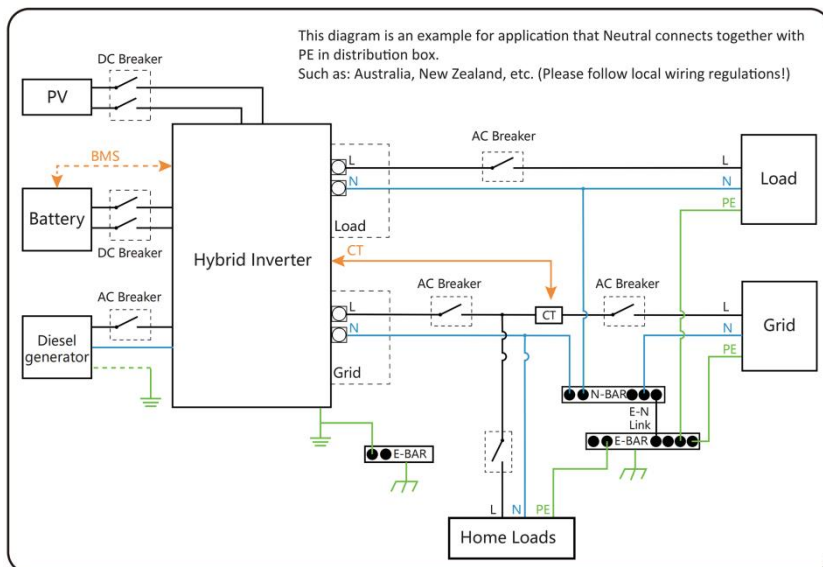 This diagram is an example for application that Neutral connects together with
PE in distribution box.
Such as: Australia, New Zealand, etc. (Please follow local wiring regulations!)
DC Breaker
PV
BMS
Battery
DC Breaker
AC Breaker
Diesel
generator
Hybrid Inverter
L
N
Load
AC Breaker
L
N
PE
Load
CT
AC Breaker
CT
AC Breaker
L
N
Grid
L
N
PE
Grid
N-BAR
E-N
Link
E-BAR
E-BAR
L
N
PE
Home Loads